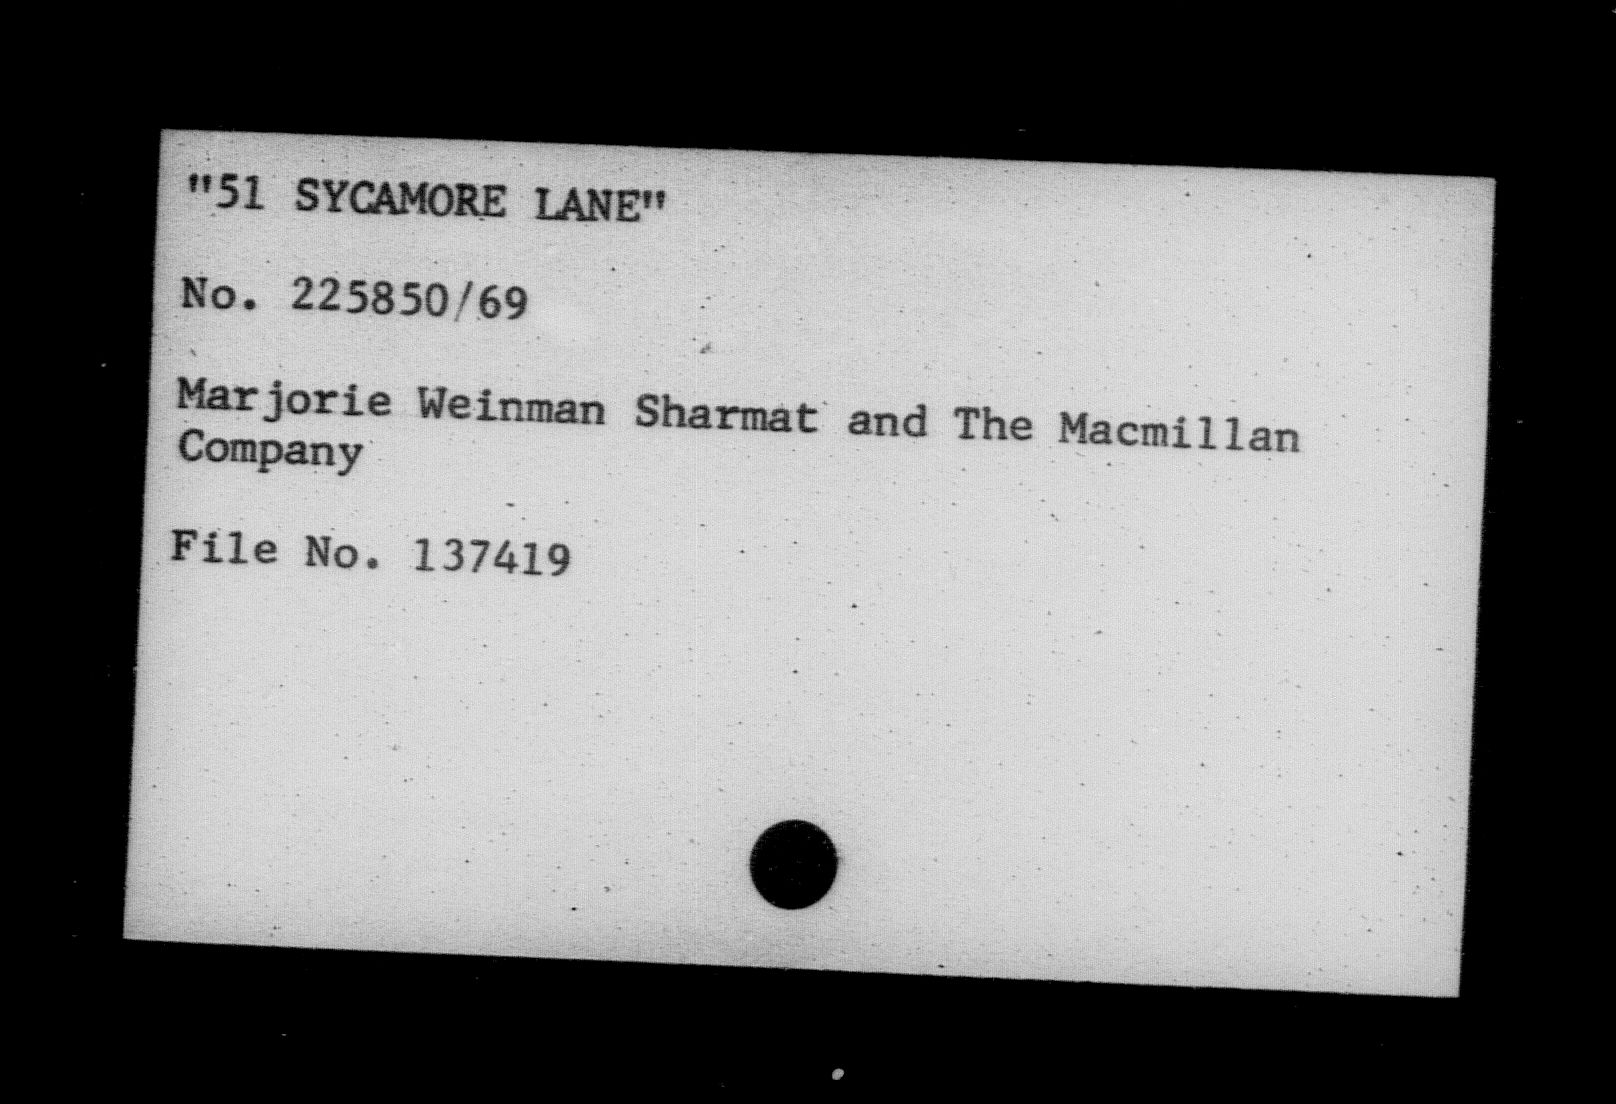 "51 SYCAMORE LANE"
No. 225850/69
Marjorie Weinman Sharmat and The Macmillan
Company
File No. 137419